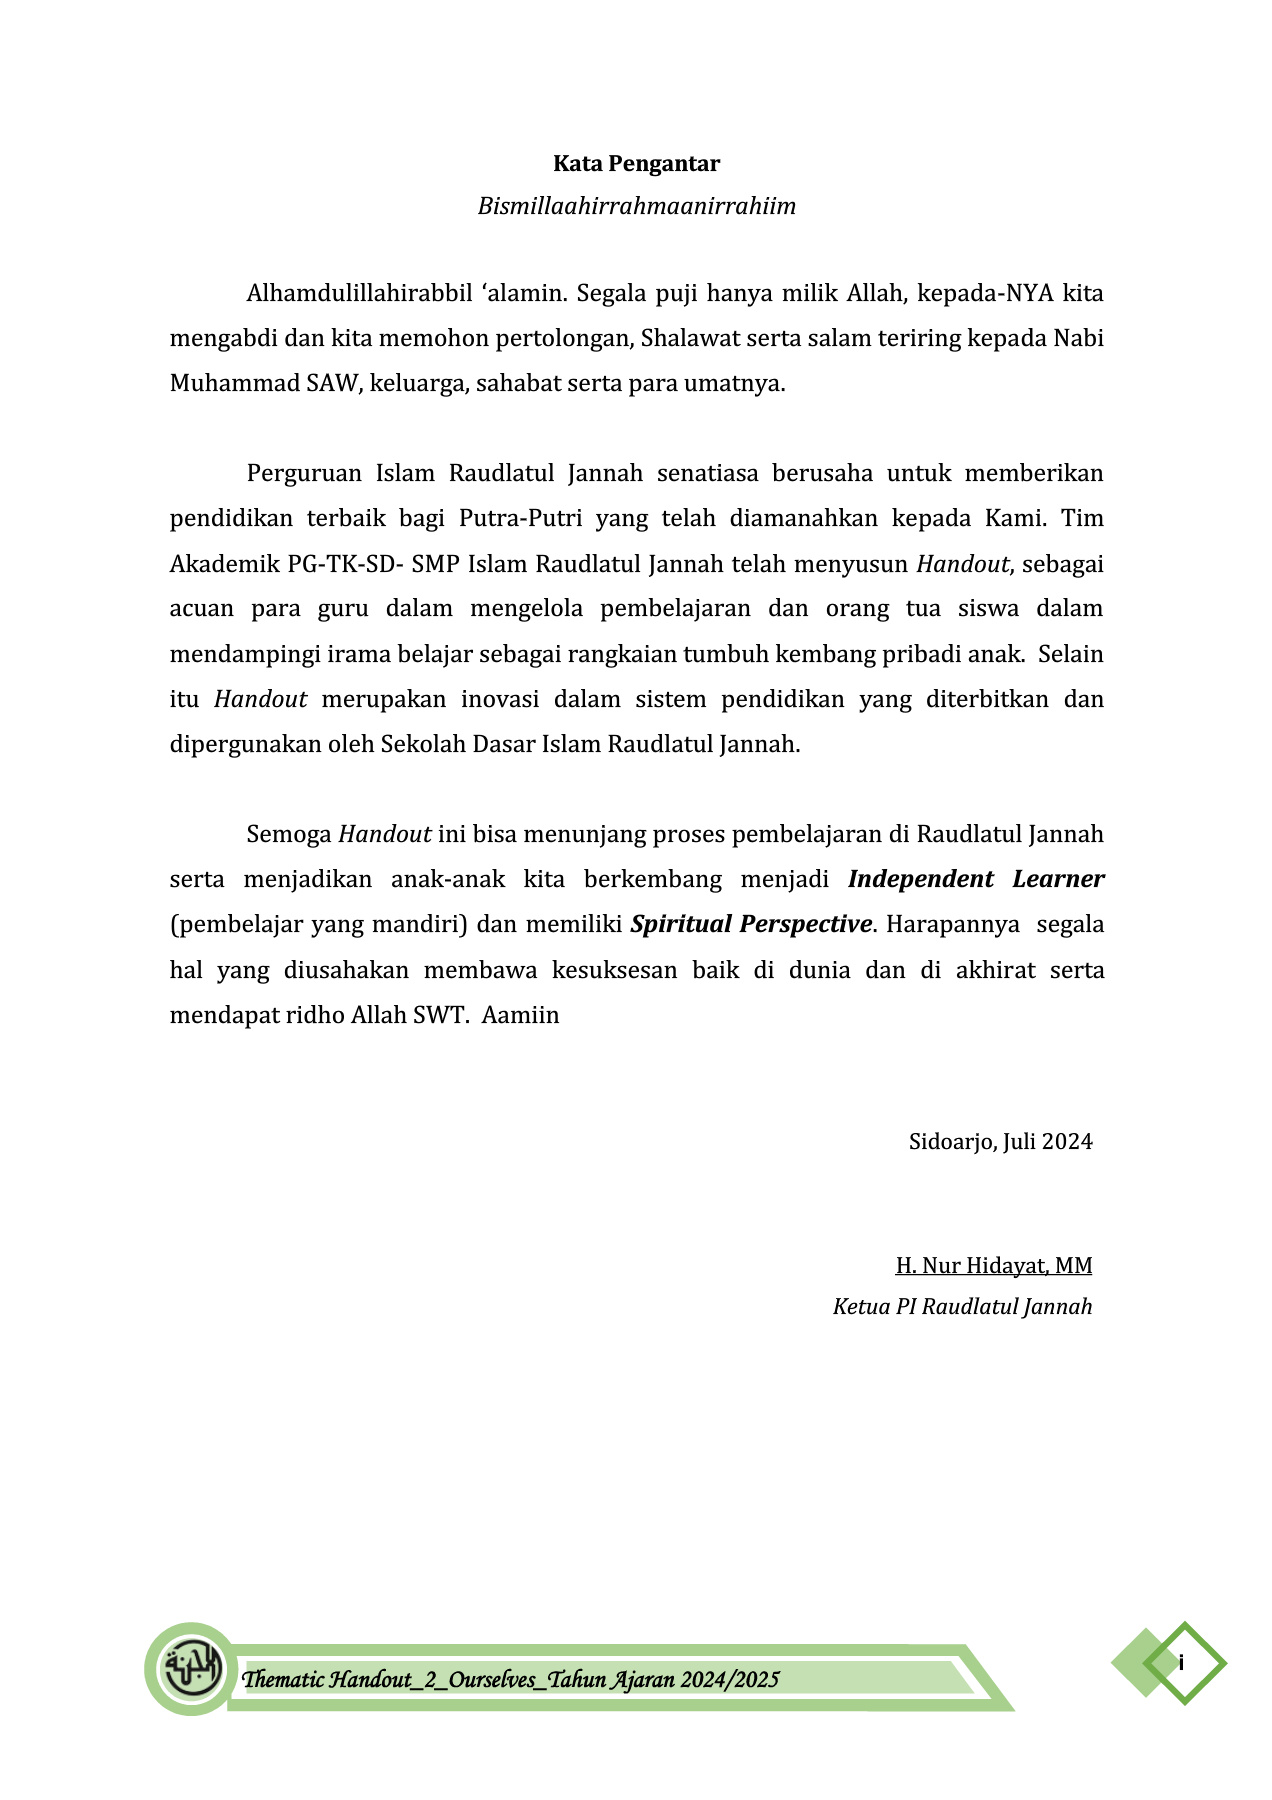 Kata Pengantar
Bismillaahirrahmaanirrahiim
Alhamdulillahirabbil ‘alamin. Segala puji hanya milik Allah, kepada-NYA kita
mengabdi dan kita memohon pertolongan, Shalawat serta salam teriring kepada Nabi
Muhammad SAW, keluarga, sahabat serta para umatnya.
Perguruan Islam Raudlatul Jannah senatiasa berusaha untuk memberikan
pendidikan terbaik bagi Putra-Putri yang telah diamanahkan kepada Kami. Tim
Akademik PG-TK-SD- SMP Islam Raudlatul Jannah telah menyusun Handout, sebagai
acuan para guru dalam mengelola pembelajaran dan orang tua siswa dalam
mendampingi irama belajar sebagai rangkaian tumbuh kembang pribadi anak. Selain
itu Handout merupakan inovasi dalam sistem pendidikan yang diterbitkan dan
dipergunakan oleh Sekolah Dasar Islam Raudlatul Jannah.
Semoga Handout ini bisa menunjang proses pembelajaran di Raudlatul Jannah
serta menjadikan anak-anak kita berkembang menjadi Independent Learner
(pembelajar yang mandiri) dan memiliki Spiritual Perspective. Harapannya segala
hal yang diusahakan membawa kesuksesan baik di dunia dan di akhirat serta
mendapat ridho Allah SWT. Aamiin
Sidoarjo, Juli 2024
H. Nur Hidayat, MM
Ketua PI Raudlatul Jannah
Thematic Handout_2_Ourselves_Tahun Ajaran 2024/2025
i